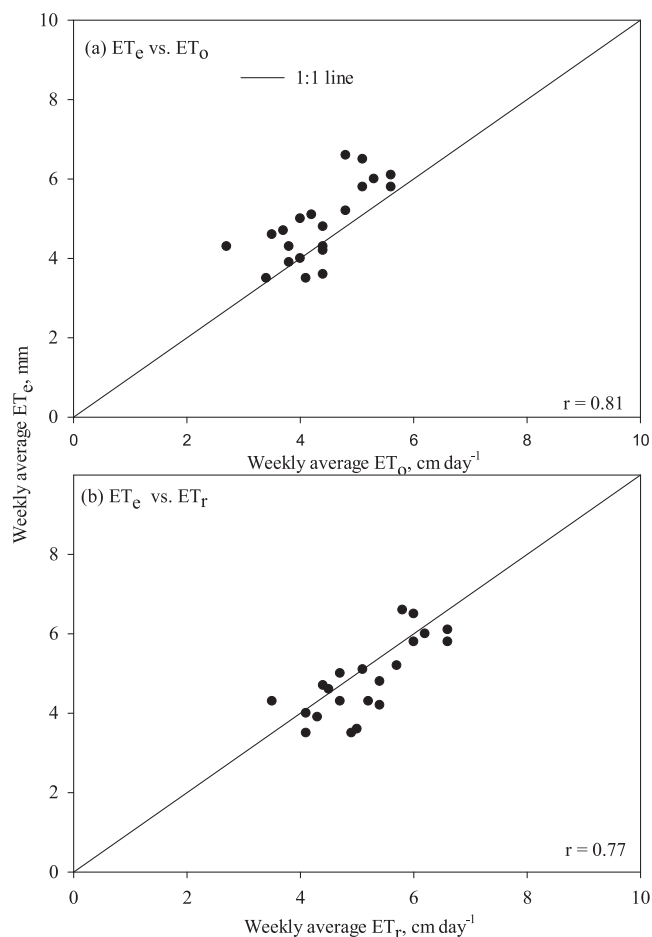 10
(a) ETe vs. ETo
1:1 line
8
6
4
2
0
r = 0.81
0 2 4 6 8 10
Weekly average ETo, cm day-1
Weekly average ETe, mm
(b) ETe vs. ETr
8
6
4
2
0
r = 0.77
0 2 4 6 8 10
Weekly average ETr, cm day-1